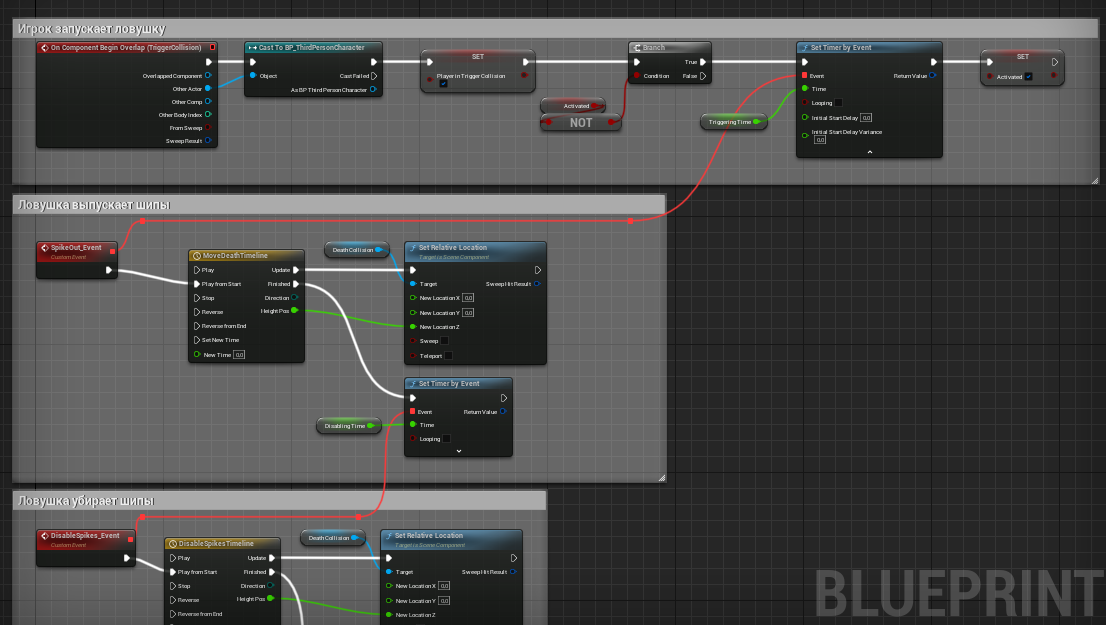 Игрок запускает ловушку
On Component Begin Overlap (TriggerCollision)
Overlapped Component
Other Actor
Other Comp
Other Body Index
From Sweep
Sweep Result
Cast To BP_ThirdPersonCharacter
Object
Cast Failed
As BP Third Person Character
SET
Player in Trigger Collision
Activated
NOT
Branch
True
Condition
False
TriggeringTime
Set Timer by Event
Event
Return Value
Time
Looping
Initial Start Delay 0,0
Initial Start Delay Variance
0,0
SET
Activated
Ловушка выпускает шипы
SpikeOut_Event
Custom Event
MoveDeathTimeline
Play
Update
Play from Start
Finished
Stop
Direction
Reverse
Height Pos
Reverse from End
Set New Time
New Time 0,0
DeathCollision
Set Relative Location
Target is Scene Component
Target
Sweep Hit Result
New Location X 0,0
New Location Y 0,0
New Location Z
Sweep
Teleport
DisablingTime
Set Timer by Event
Event
Return Value
Time
Looping
Ловушка убирает шипы
DisableSpikes_Event
Custom Event
DisableSpikesTimeline
Play
Update
Play from Start
Finished
Stop
Direction
Reverse
Height Pos
Reverse from End
DeathCollision
Set Relative Location
Target is Scene Component
Target
Sweep Hit Result
New Location X 0,0
New Location Y 0,0
New Location Z
BLUEPRINT